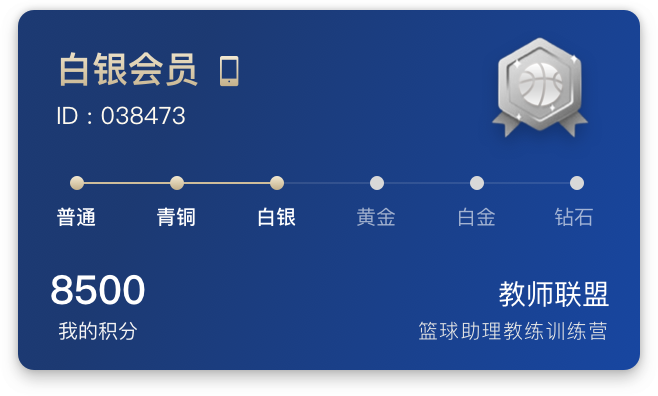 白银会员
ID：038473
普通 青铜 白银 黄金 白金 钻石
8500
我的积分
教师联盟
篮球助理教练训练营